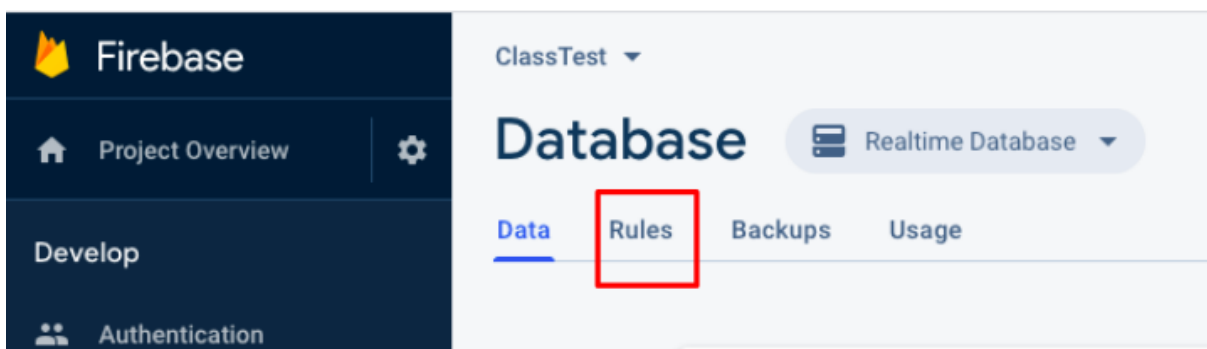 Firebase
Project Overview
Develop
Authentication
ClassTest
Database
Realtime Database
Data Rules Backups Usage